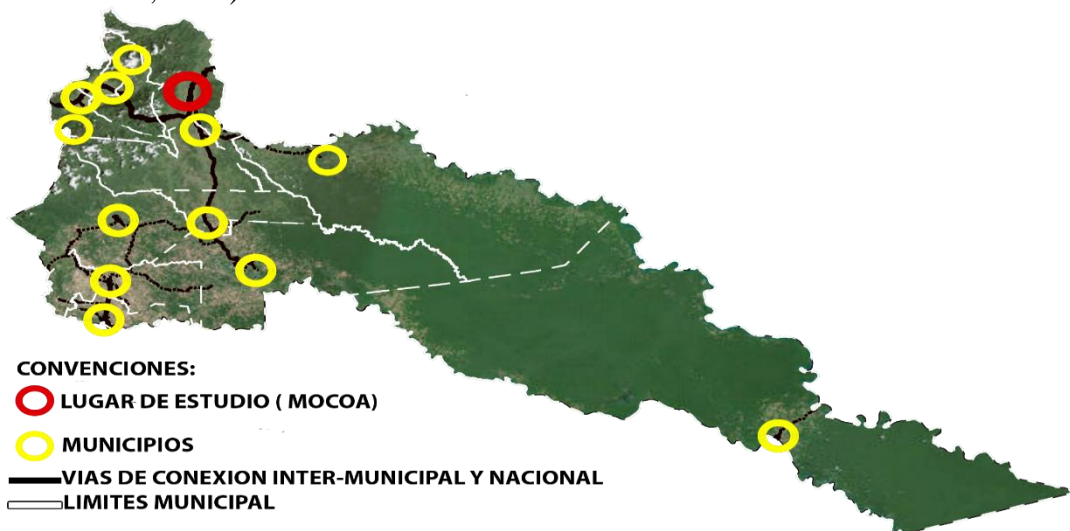 CONVENCIONES:
LUGAR DE ESTUDIO ( MOCOA)
MUNICIPIOS
VIAS DE CONEXION INTER-MUNICIPAL Y NACIONAL
LIMITES MUNICIPAL